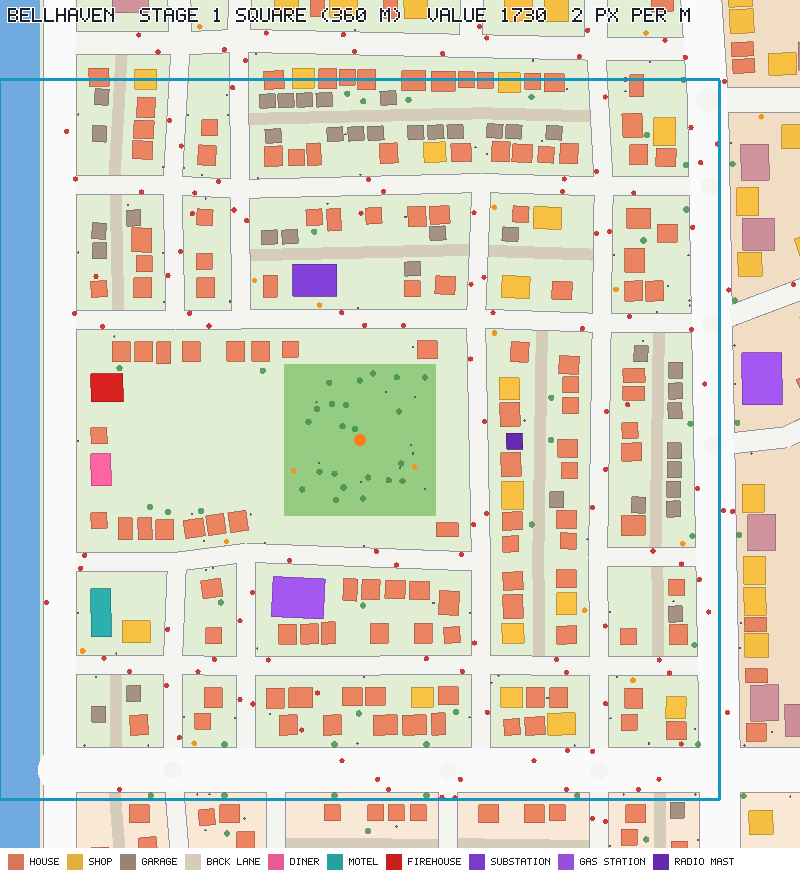 BELLHAVEN STAGE 1 SQUARE (360 M) VALUE 1730 2 PX PER M
HOUSE SHOP GARAGE BACK LANE DINER MOTEL FIREHOUSE SUBSTATION GAS STATION RADIO MAST